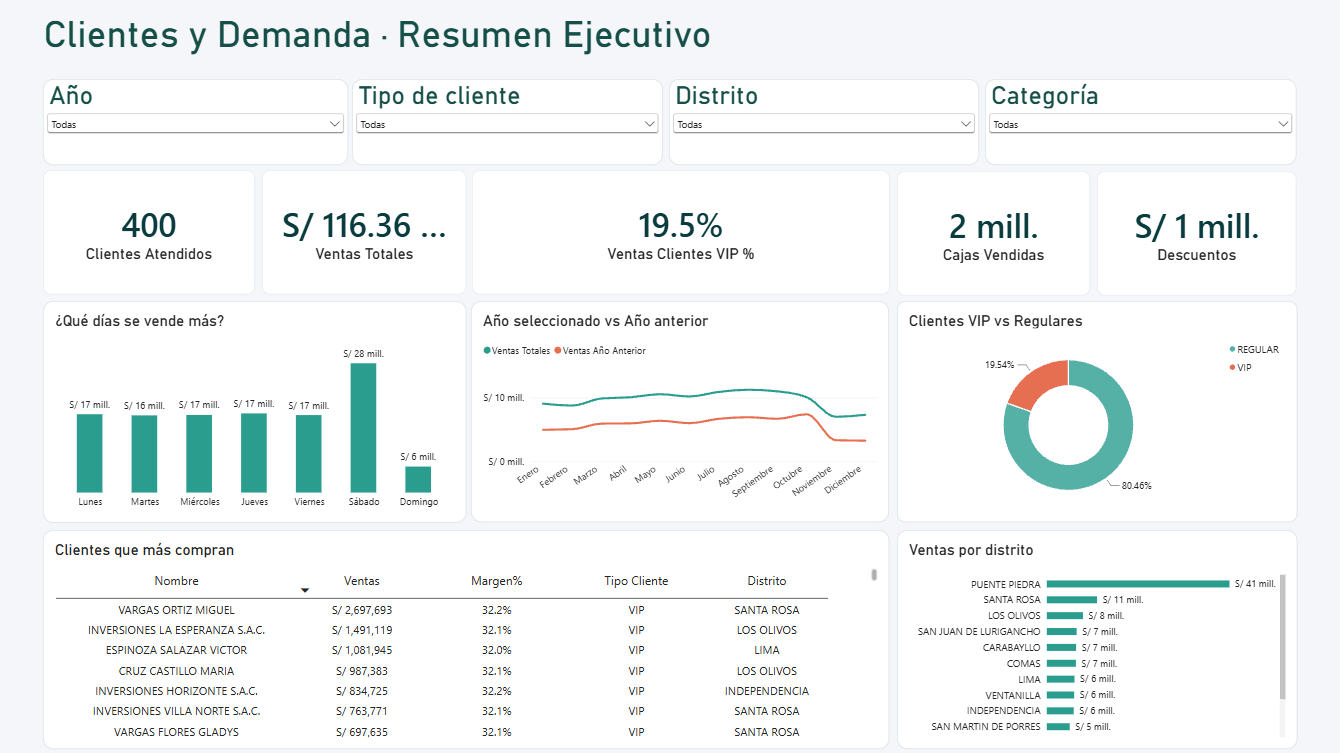 Clientes y Demanda · Resumen Ejecutivo
Año
Todas
Tipo de cliente
Todas
Distrito
Todas
Categoría
Todas
400
Clientes Atendidos
S/ 116.36 ...
Ventas Totales
19.5%
Ventas Clientes VIP %
2 mill.
Cajas Vendidas
S/ 1 mill.
Descuentos
¿Qué días se vende más?
S/ 17 mill.
S/ 16 mill.
S/ 17 mill.
S/ 17 mill.
S/ 17 mill.
S/ 28 mill.
S/ 6 mill.
Lunes
Martes
Miércoles
Jueves
Viernes
Sábado
Domingo
Año seleccionado vs Año anterior
Ventas Totales
Ventas Año Anterior
S/ 10 mill.
S/ 0 mill.
Enero
Febrero
Marzo
Abril
Mayo
Junio
Julio
Agosto
Septiembre
Octubre
Noviembre
Diciembre
Clientes VIP vs Regulares
REGULAR
VIP
19.54%
80.46%
Clientes que más compran
Nombre Ventas Margen% Tipo Cliente Distrito
VARGAS ORTIZ MIGUEL S/ 2,697,693 32.2% VIP SANTA ROSA
INVERSIONES LA ESPERANZA S.A.C. S/ 1,491,119 32.1% VIP LOS OLIVOS
ESPINOZA SALAZAR VICTOR S/ 1,081,945 32.0% VIP LIMA
CRUZ CASTILLO MARIA S/ 987,383 32.1% VIP LOS OLIVOS
INVERSIONES HORIZONTE S.A.C. S/ 834,725 32.2% VIP INDEPENDENCIA
INVERSIONES VILLA NORTE S.A.C. S/ 763,771 32.1% VIP SANTA ROSA
VARGAS FLORES GLADYS S/ 697,635 32.1% VIP SANTA ROSA
Ventas por distrito
PUENTE PIEDRA S/ 41 mill.
SANTA ROSA S/ 11 mill.
LOS OLIVOS S/ 8 mill.
SAN JUAN DE LURIGANCHO S/ 7 mill.
CARABAYLLO S/ 7 mill.
COMAS S/ 7 mill.
LIMA S/ 6 mill.
VENTANILLA S/ 6 mill.
INDEPENDENCIA S/ 6 mill.
SAN MARTIN DE PORRES S/ 5 mill.